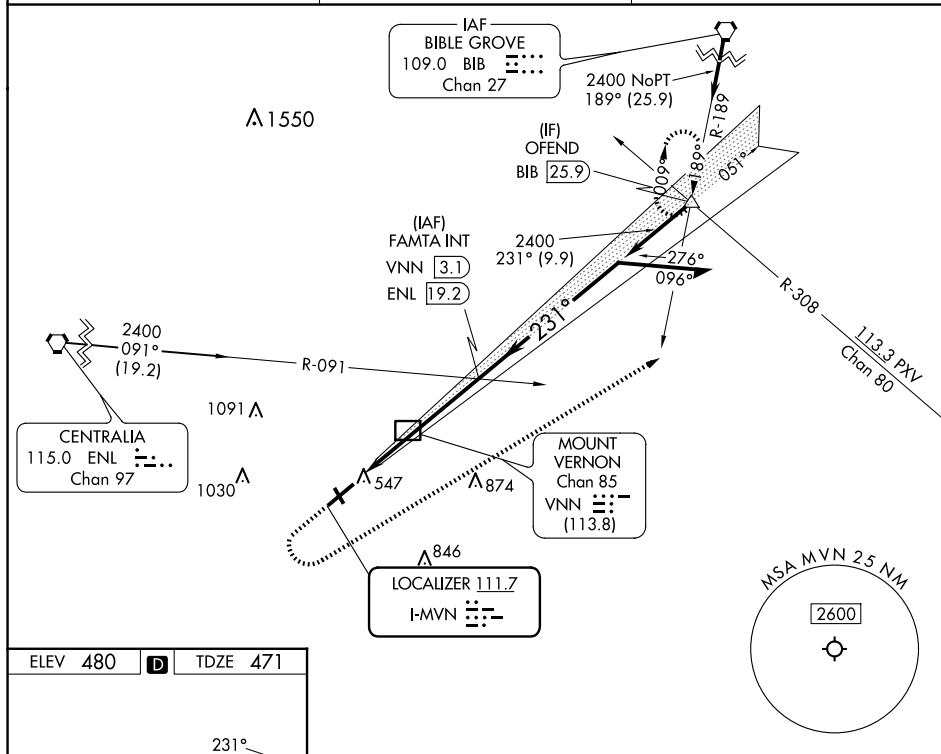 IAF
BIBLE GROVE
109.0 BIB
Chan 27
2400 NoPT
189° (25.9)
R-189
1550
(IF)
OFEND
BIB 25.9
009°
189°
051°
(IAF)
FAMTA INT
VNN 3.1
ENL 19.2
2400
231° (9.9)
276°
096°
231°
R-308
113.3 PXV
Chan 80
2400
091°
(19.2)
R-091
CENTRALIA
115.0 ENL
Chan 97
1091
1030
547
874
MOUNT
VERNON
Chan 85
VNN
(113.8)
846
LOCALIZER 111.7
I-MVN
MSA MVN 25 NM
2600
ELEV 480 D TDZE 471
231°